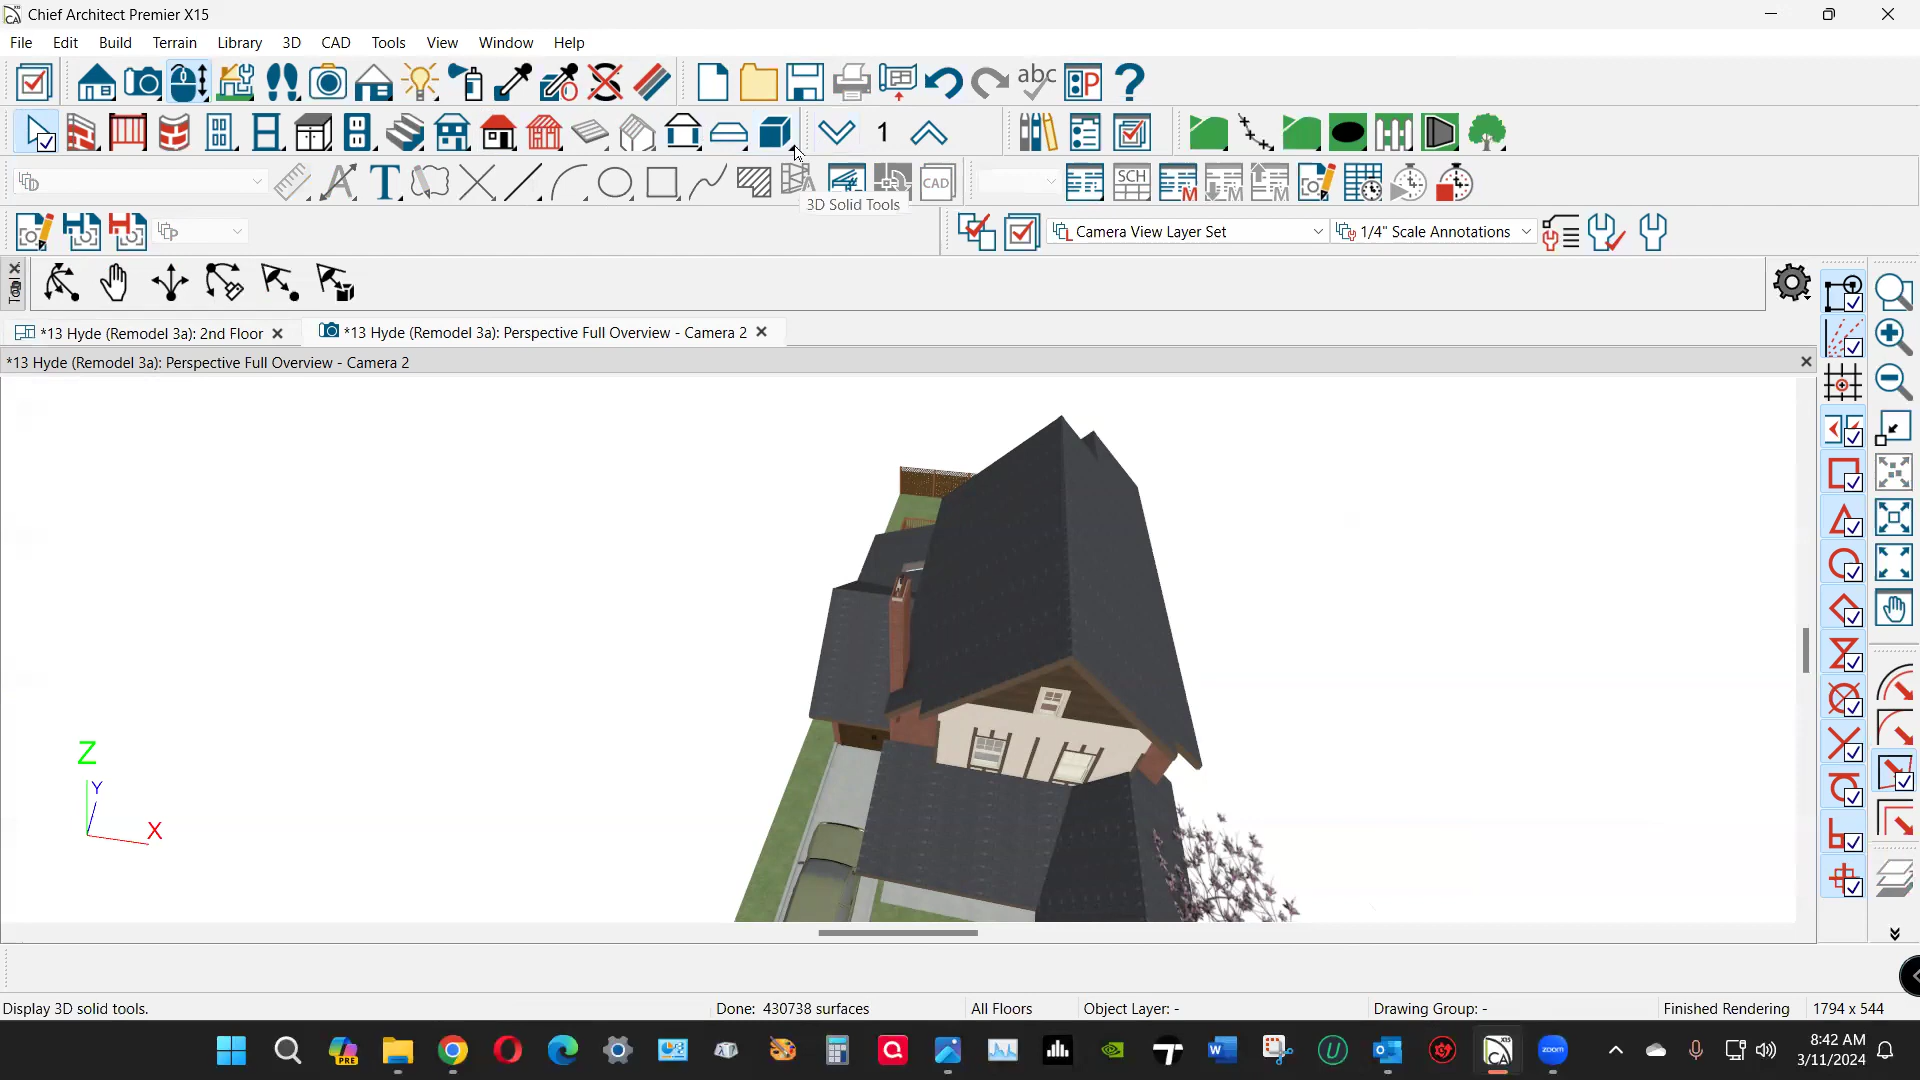 Chief Architect Premier X15
File Edit Build Terrain Library 3D CAD Tools View Window Help
abc P ?
1
T A CAD SCH M M
3D Solid Tools
Camera View Layer Set 1/4" Scale Annotations
*13 Hyde (Remodel 3a): 2nd Floor *13 Hyde (Remodel 3a): Perspective Full Overview - Camera 2
*13 Hyde (Remodel 3a): Perspective Full Overview - Camera 2
Z
Y
X
Display 3D solid tools. Done: 430738 surfaces All Floors Object Layer: - Drawing Group: - Finished Rendering 1794 x 544
PRE W zoom 8:42 AM
3/11/2024